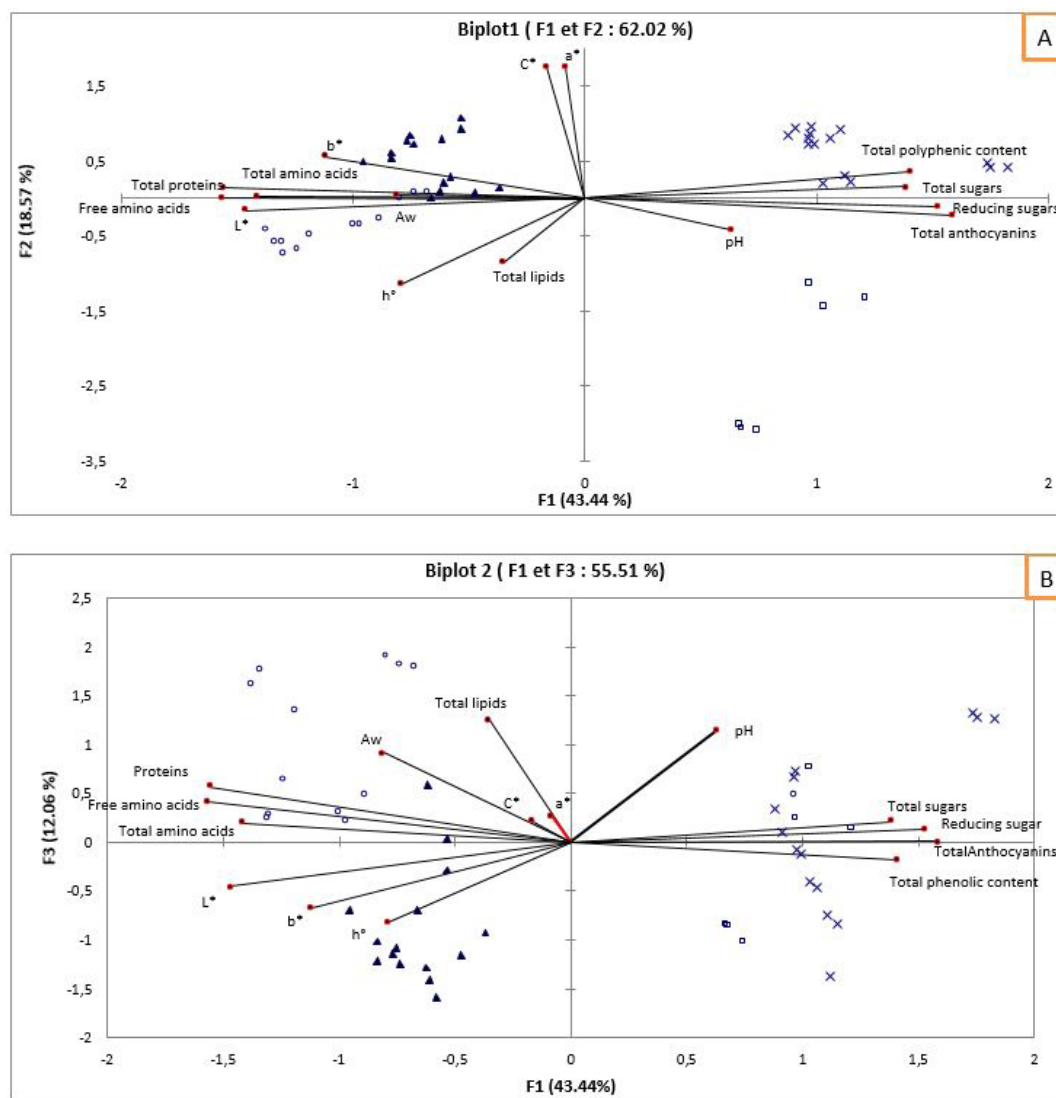 Biplot1 ( F1 et F2 : 62.02 %)
A
C*
a*
1,5
b*
0,5
Total polyphenic content
Total amino acids
Total proteins
Total sugars
Free amino acids
Reducing sugars
L*
Aw
Total anthocyanins
-0,5
pH
Total lipids
h°
F2 (18.57 %)
-1,5
-2,5
-3,5
-2
-1
0
1
2
F1 (43.44 %)
Biplot 2 ( F1 et F3 : 55.51 %)
B
2,5
2
1,5
Total lipids
pH
Aw
1
Proteins
0,5
C*
a*
Free amino acids
Total sugars
Total amino acids
Reducing sugar
0
TotalAnthocyanins
Total phenolic content
L*
-0,5
b*
h°
F3 (12.06 %)
-1
-1,5
-2
-2
-1,5
-1
-0,5
0
0,5
1
1,5
2
F1 (43.44%)